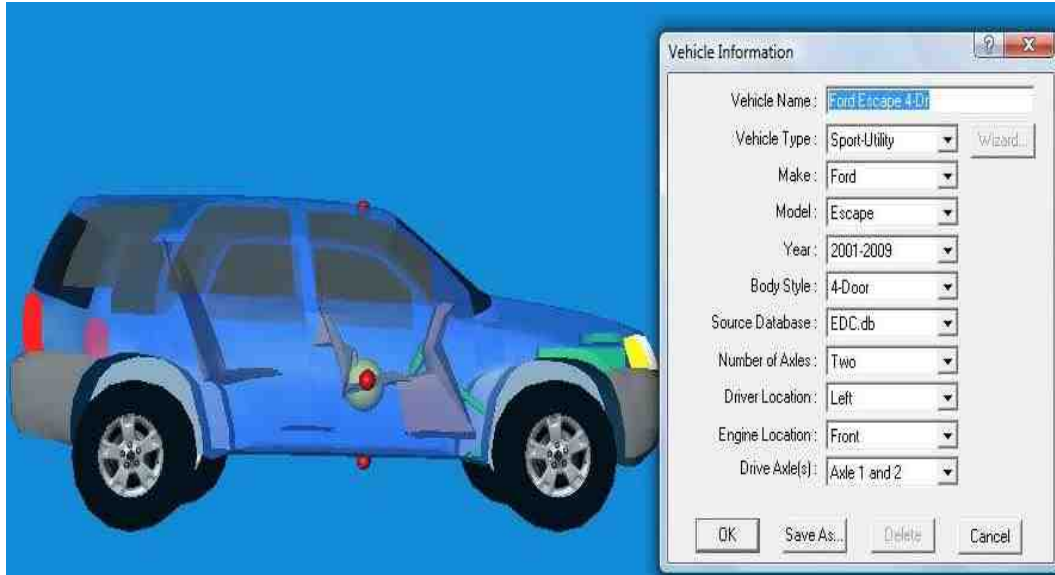 Vehicle Information
Vehicle Name : Ford Escape 4-Dr
Vehicle Type : Sport-Utility Wizard...
Make : Ford
Model : Escape
Year : 2001-2009
Body Style : 4-Door
Source Database : EDC.db
Number of Axles : Two
Driver Location : Left
Engine Location : Front
Drive Axle(s) : Axle 1 and 2
OK Save As... Delete Cancel